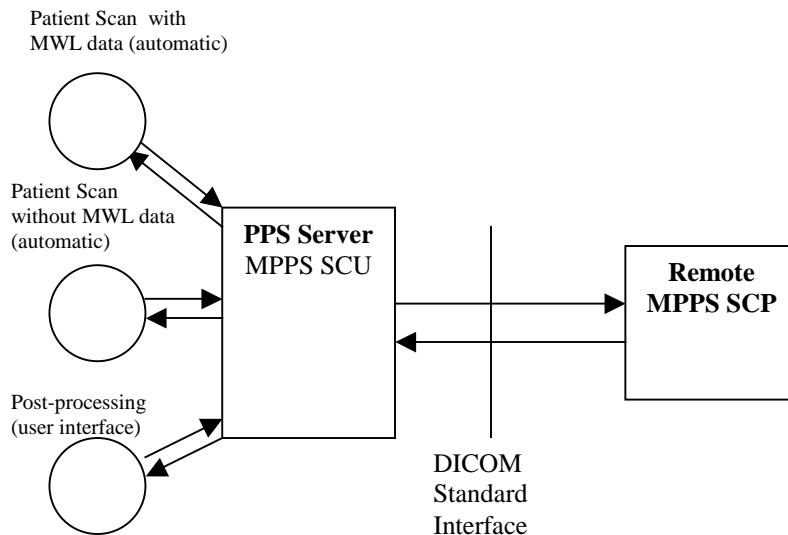 Patient Scan with
MWL data (automatic)
Patient Scan
without MWL data
(automatic)
PPS Server
MPPS SCU
Remote
MPPS SCP
Post-processing
(user interface)
DICOM
Standard
Interface